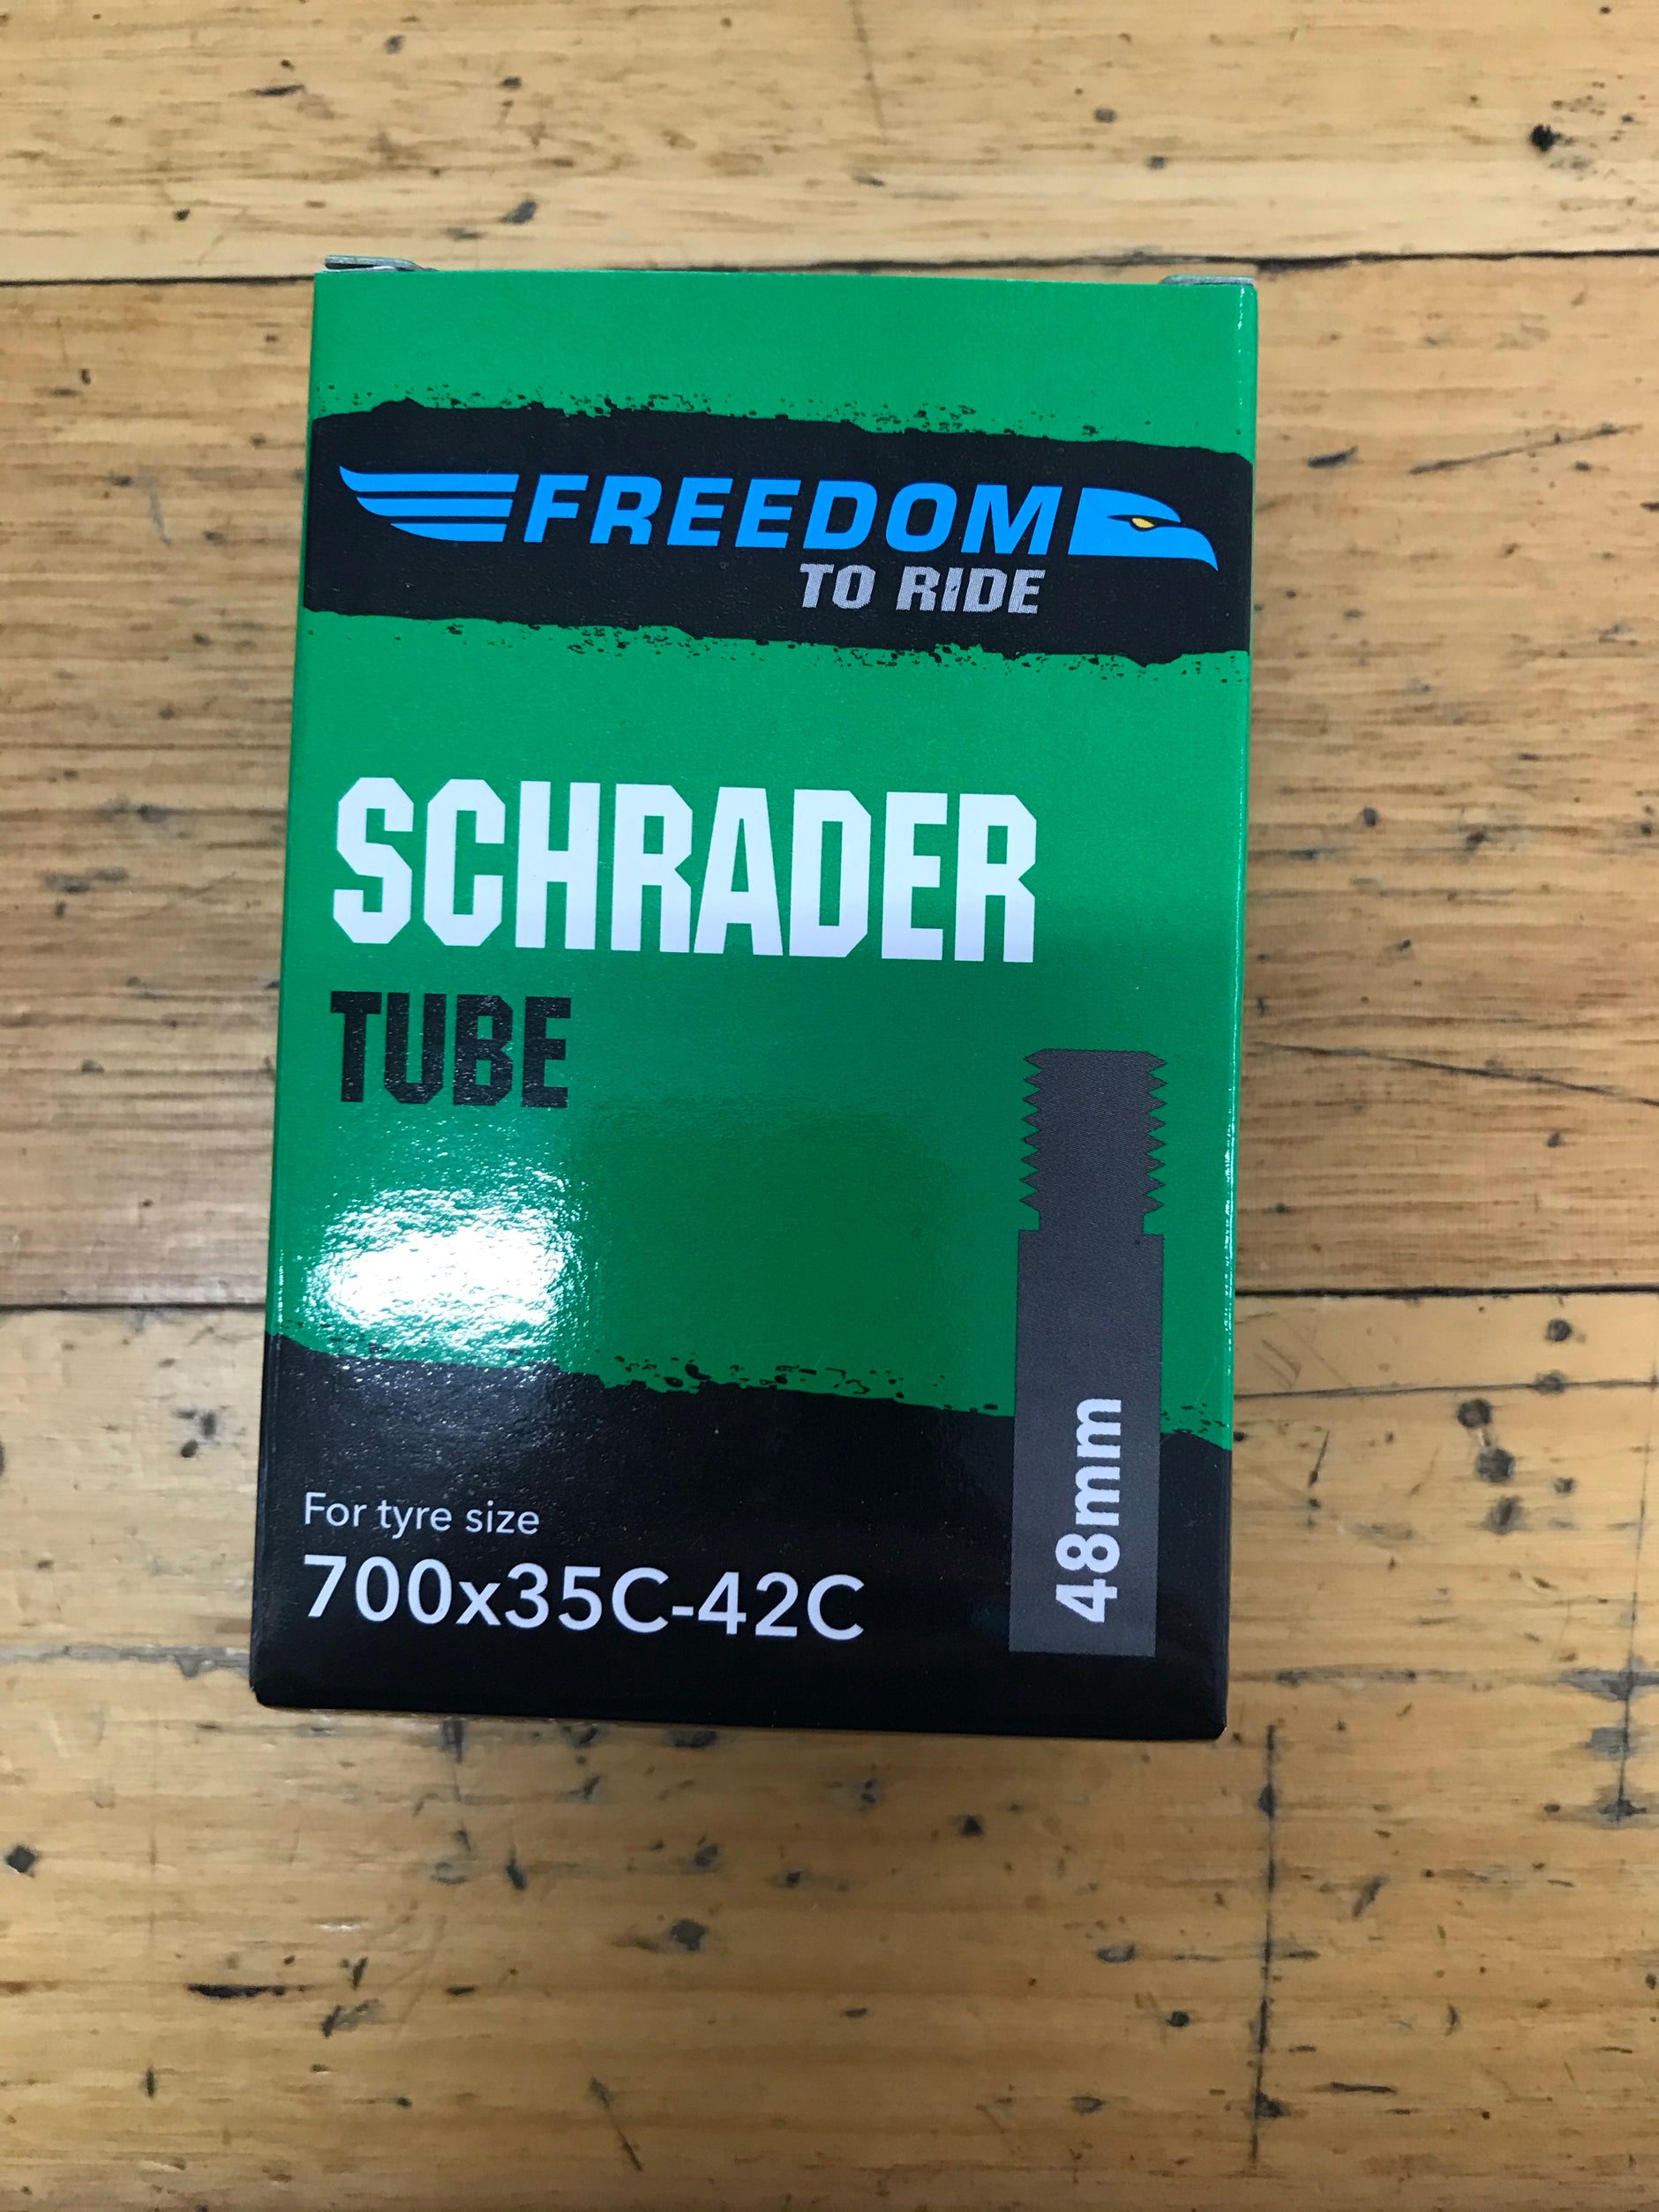 FREEDOM
TO RIDE
SCHRADER
TUBE
48mm
For tyre size
700x35C-42C